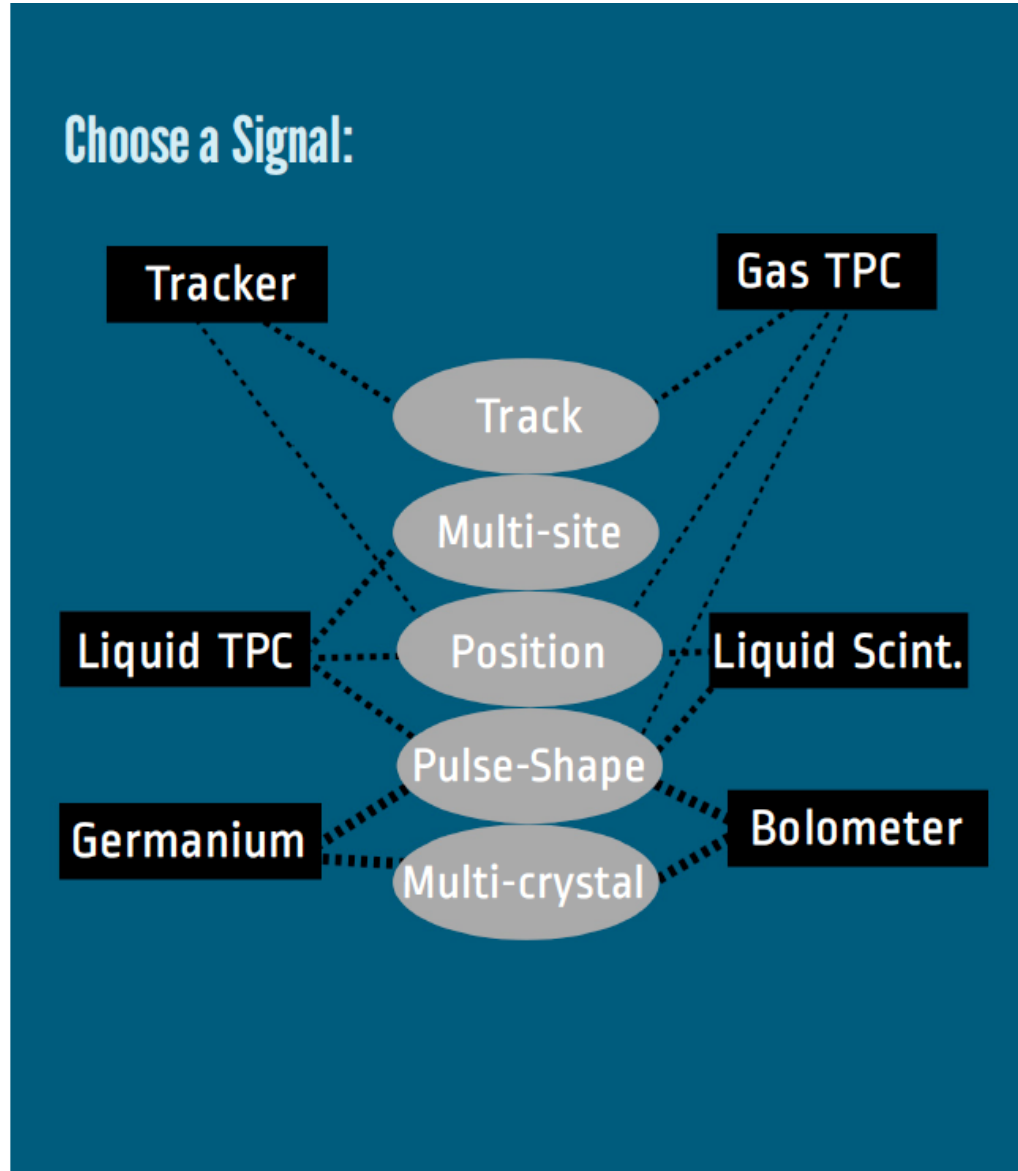 Choose a Signal:
Tracker
Gas TPC
Track
Multi-site
Liquid TPC
Position
Liquid Scint.
Pulse-Shape
Germanium
Bolometer
Multi-crystal